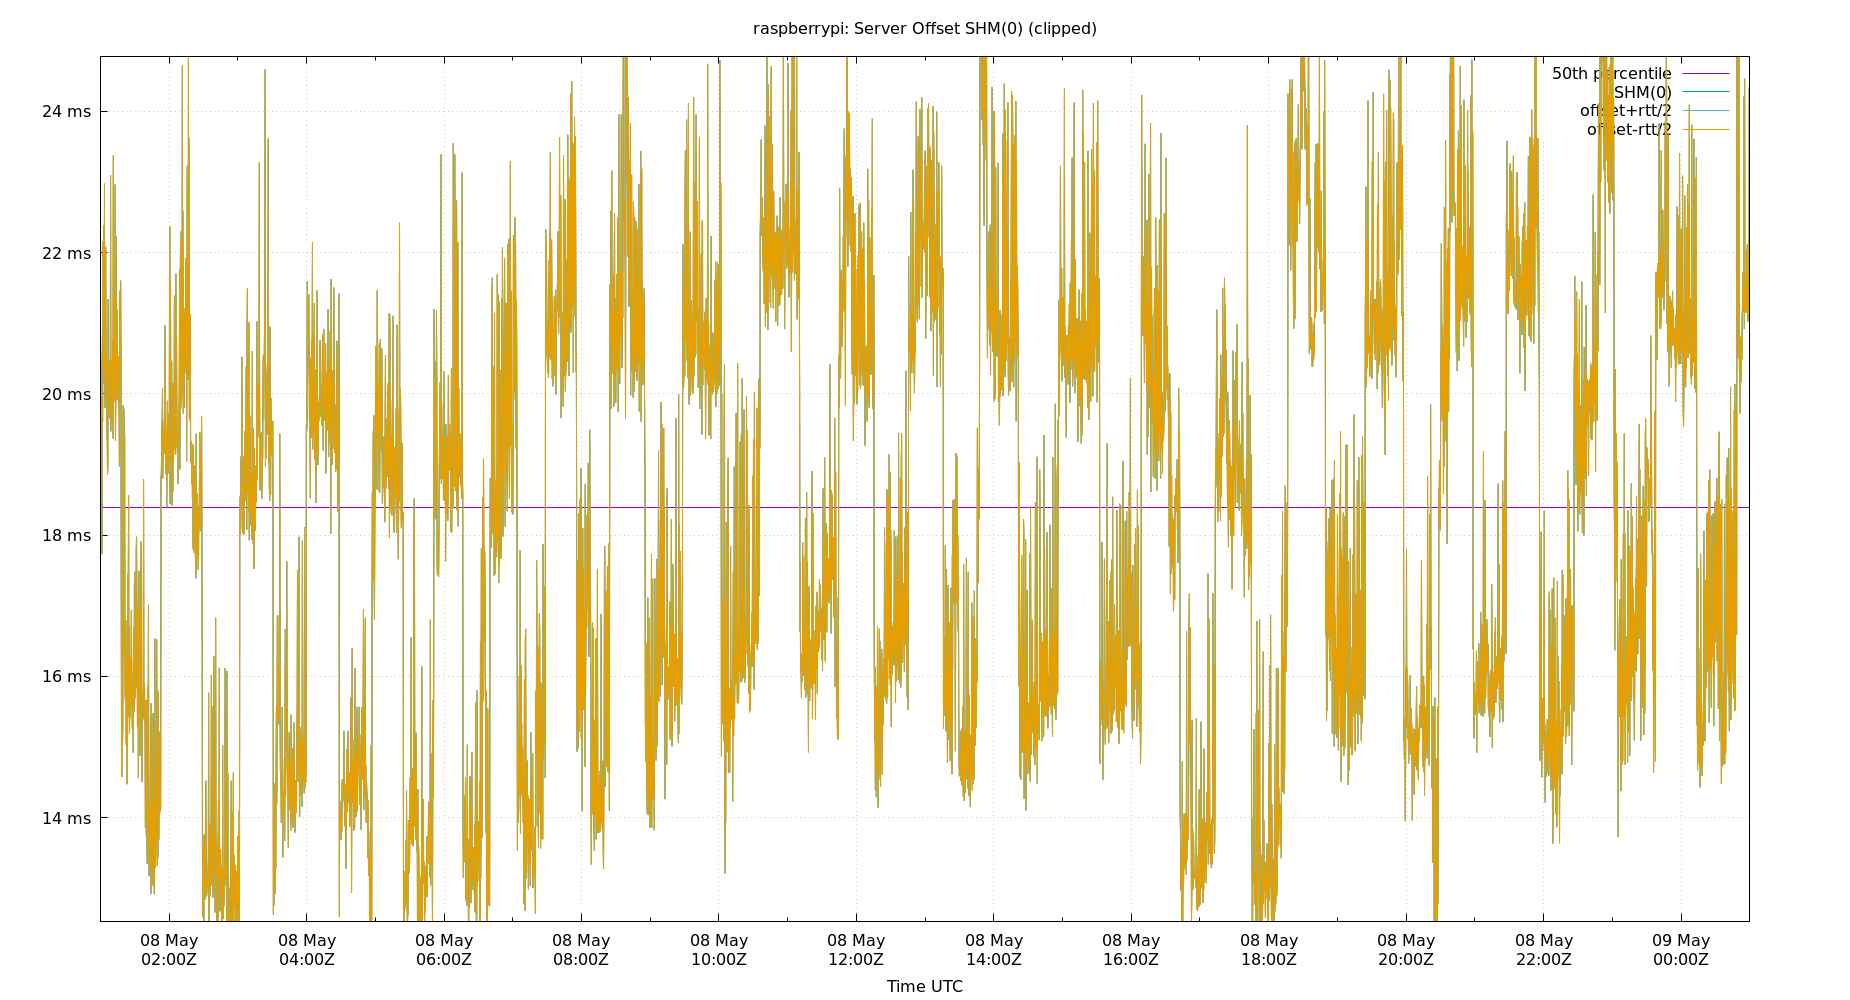 raspberrypi: Server Offset SHM(0) (clipped)
50th percentile
SHM(0)
offset+rtt/2
offset-rtt/2
24 ms
22 ms
20 ms
18 ms
16 ms
14 ms
08 May 08 May 08 May 08 May 08 May 08 May 08 May 08 May 08 May 08 May 08 May 09 May
02:00Z 04:00Z 06:00Z 08:00Z 10:00Z 12:00Z 14:00Z 16:00Z 18:00Z 20:00Z 22:00Z 00:00Z
Time UTC